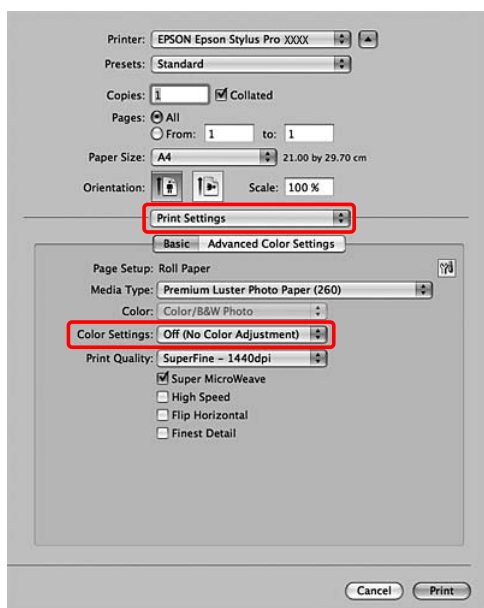 Printer: EPSON Epson Stylus Pro XXXX
Presets: Standard
Copies: 1 Collated
Pages: All
From: 1 to: 1
Paper Size: A4 21.00 by 29.70 cm
Orientation: Scale: 100 %
Print Settings
Basic Advanced Color Settings
Page Setup: Roll Paper
Media Type: Premium Luster Photo Paper (260)
Color: Color/B&W Photo
Color Settings: Off (No Color Adjustment)
Print Quality: SuperFine – 1440dpi
Super MicroWeave
High Speed
Flip Horizontal
Finest Detail
Cancel Print